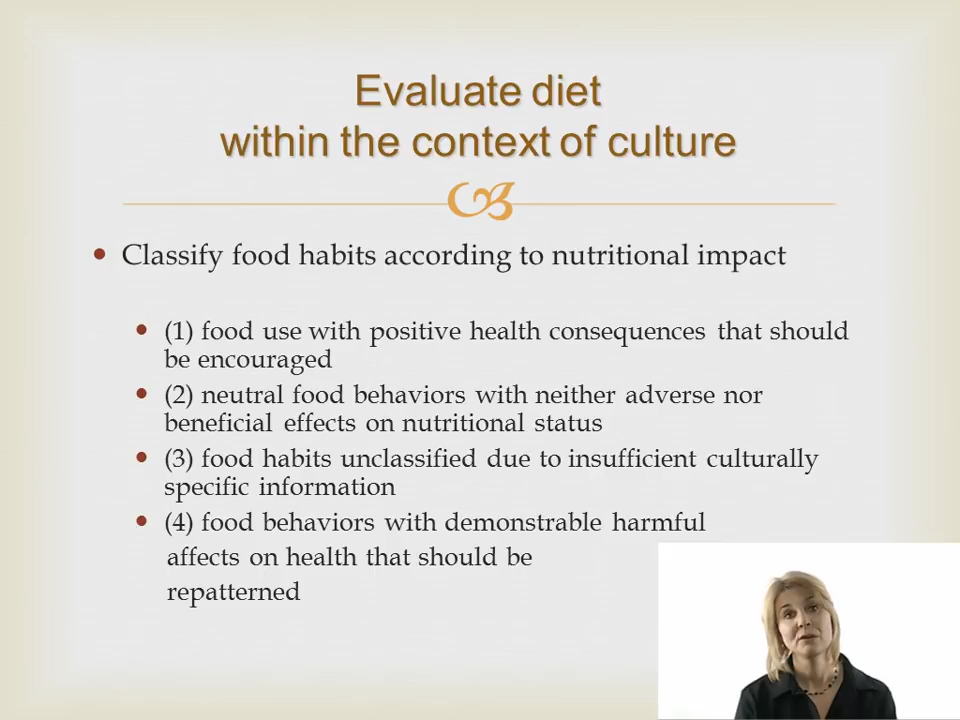 Evaluate diet
within the context of culture
• Classify food habits according to nutritional impact
• (1) food use with positive health consequences that should
be encouraged
• (2) neutral food behaviors with neither adverse nor
beneficial effects on nutritional status
• (3) food habits unclassified due to insufficient culturally
specific information
• (4) food behaviors with demonstrable harmful
affects on health that should be
repatterned